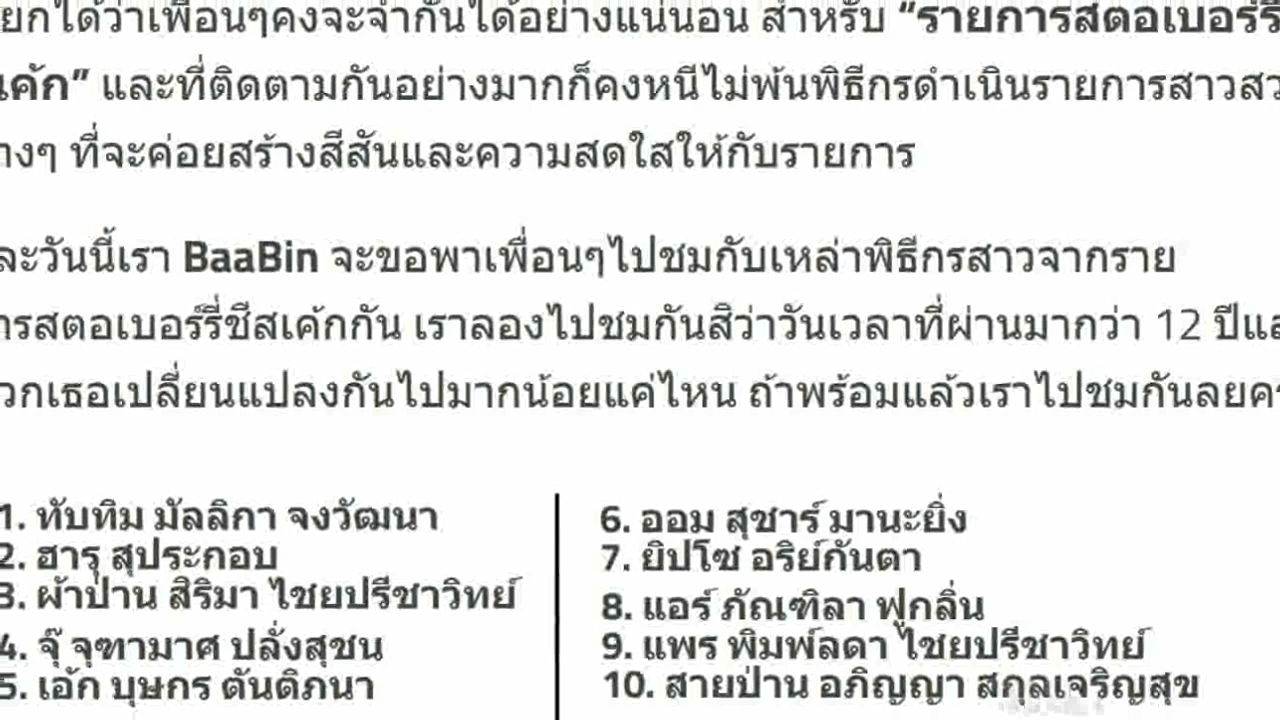 ยกได้ว่าเพื่อนๆคงจะจำกันได้อย่างแน่นอน สำหรับ “รายการสตอเบอร์รี่
เค้ก” และที่ติดตามกันอย่างมากก็คงหนีไม่พ้นพิธีกรดำเนินรายการสาวสว
างๆ ที่จะค่อยสร้างสีสันและความสดใสให้กับรายการ
ละวันนี้เรา BaaBin จะขอพาเพื่อนๆไปชมกับเหล่าพิธีกรสาวจากราย
ารสตอเบอร์รี่ชีสเค้กกัน เราลองไปชมกันสิว่าวันเวลาที่ผ่านมากว่า 12 ปีแล
วกเธอเปลี่ยนแปลงกันไปมากน้อยแค่ไหน ถ้าพร้อมแล้วเราไปชมกันลยค
1. ทับทิม มัลลิกา จงวัฒนา
2. ฮารุ สุประกอบ
3. ผ้าป่าน สิริมา ไชยปรีชาวิทย์
4. จุ๊ จุฑามาศ ปลั่งสุชน
5. เอ้ก บุษกร ตันติภนา
6. ออม สุชาร์ มานะยิ่ง
7. ยิปโซ อริย์กันตา
8. แอร์ ภัณฑิลา ฟูกลิ่น
9. แพร พิมพ์ลดา ไชยปรีชาวิทย์
10. สายป่าน อภิญญา สกุลเจริญสุข